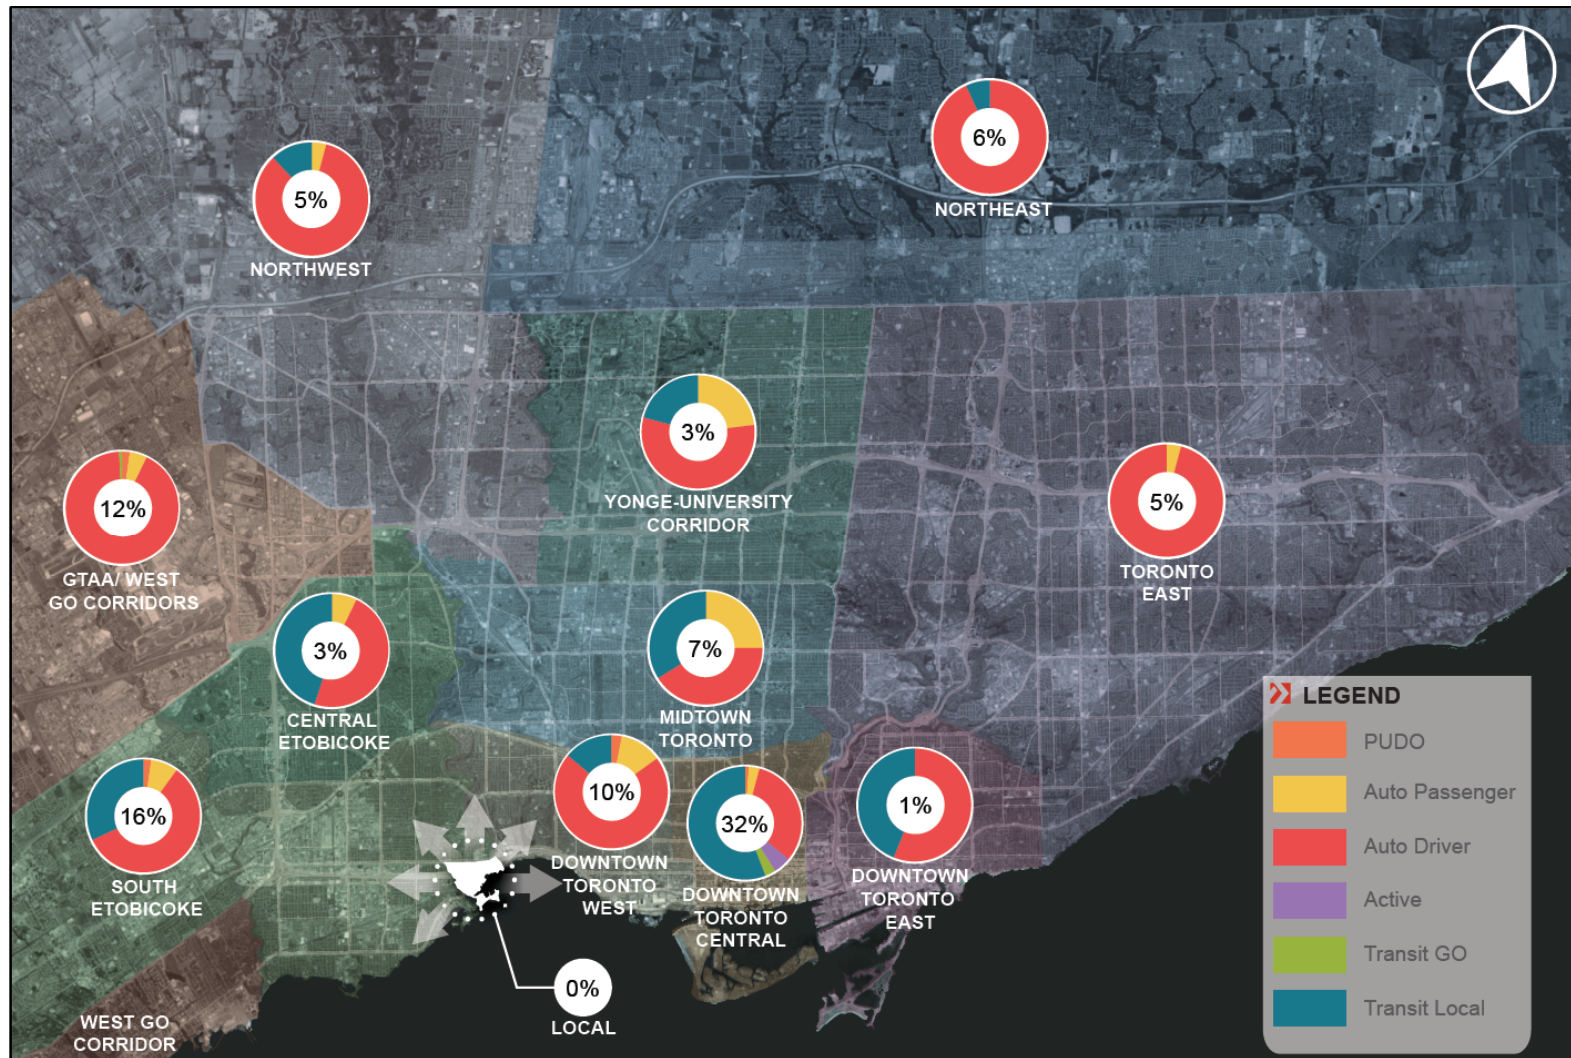 6%
NORTHEAST
5%
NORTHWEST
3%
YONGE-UNIVERSITY
CORRIDOR
12%
GTAA/ WEST
GO CORRIDORS
5%
TORONTO
EAST
3%
CENTRAL
ETOBICOKE
7%
MIDTOWN
TORONTO
16%
SOUTH
ETOBICOKE
10%
DOWNTOWN
TORONTO
WEST
32%
DOWNTOWN
TORONTO
CENTRAL
1%
DOWNTOWN
TORONTO
EAST
0%
LOCAL
WEST GO
CORRIDOR
LEGEND
PUDO
Auto Passenger
Auto Driver
Active
Transit GO
Transit Local